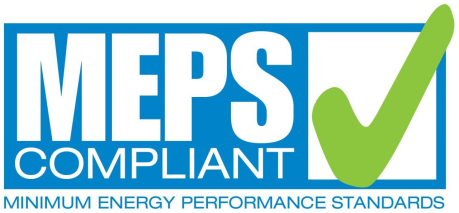 MEPS
COMPLIANT
MINIMUM ENERGY PERFORMANCE STANDARDS